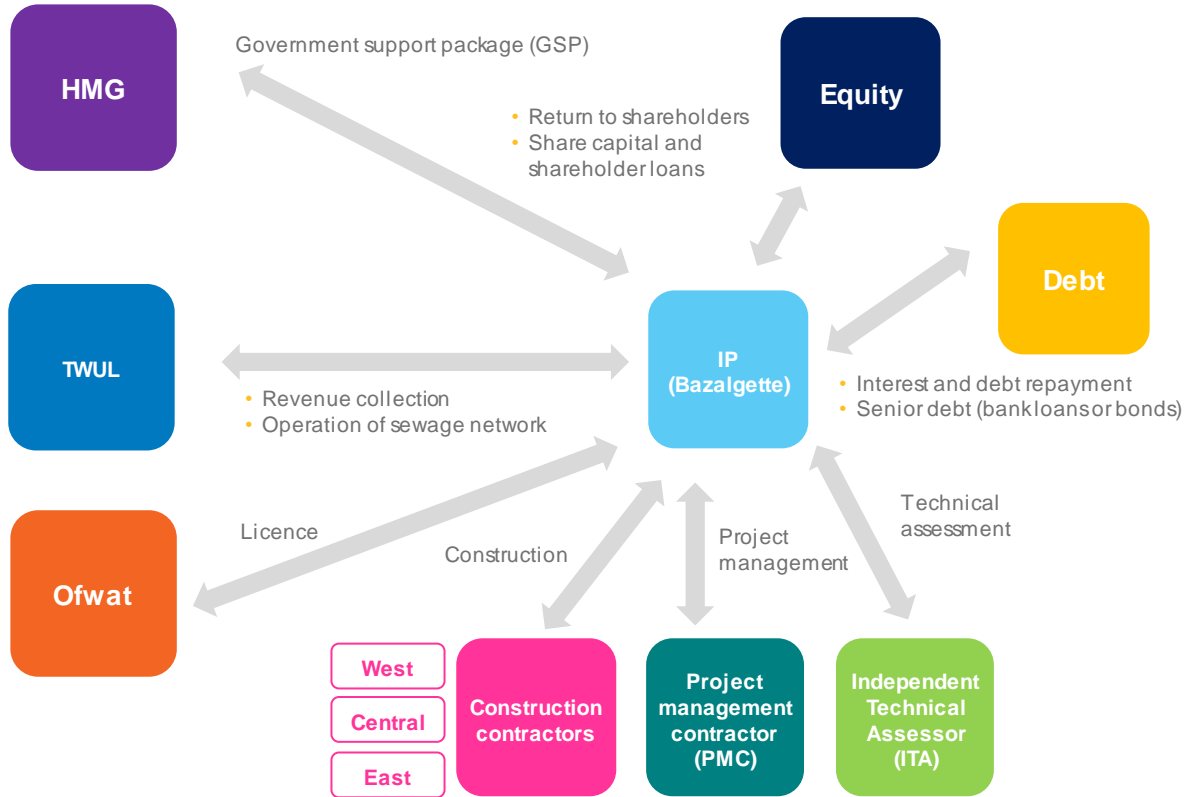 HMG
Government support package (GSP)
Equity
• Return to shareholders
• Share capital and
shareholder loans
Debt
TWUL
IP
(Bazalgette)
• Revenue collection
• Operation of sewage network
• Interest and debt repayment
• Senior debt (bank loans or bonds)
Ofwat
Licence
Construction
Project
management
Technical
assessment
West
Central
East
Construction
contractors
Project
management
contractor
(PMC)
Independent
Technical
Assessor
(ITA)